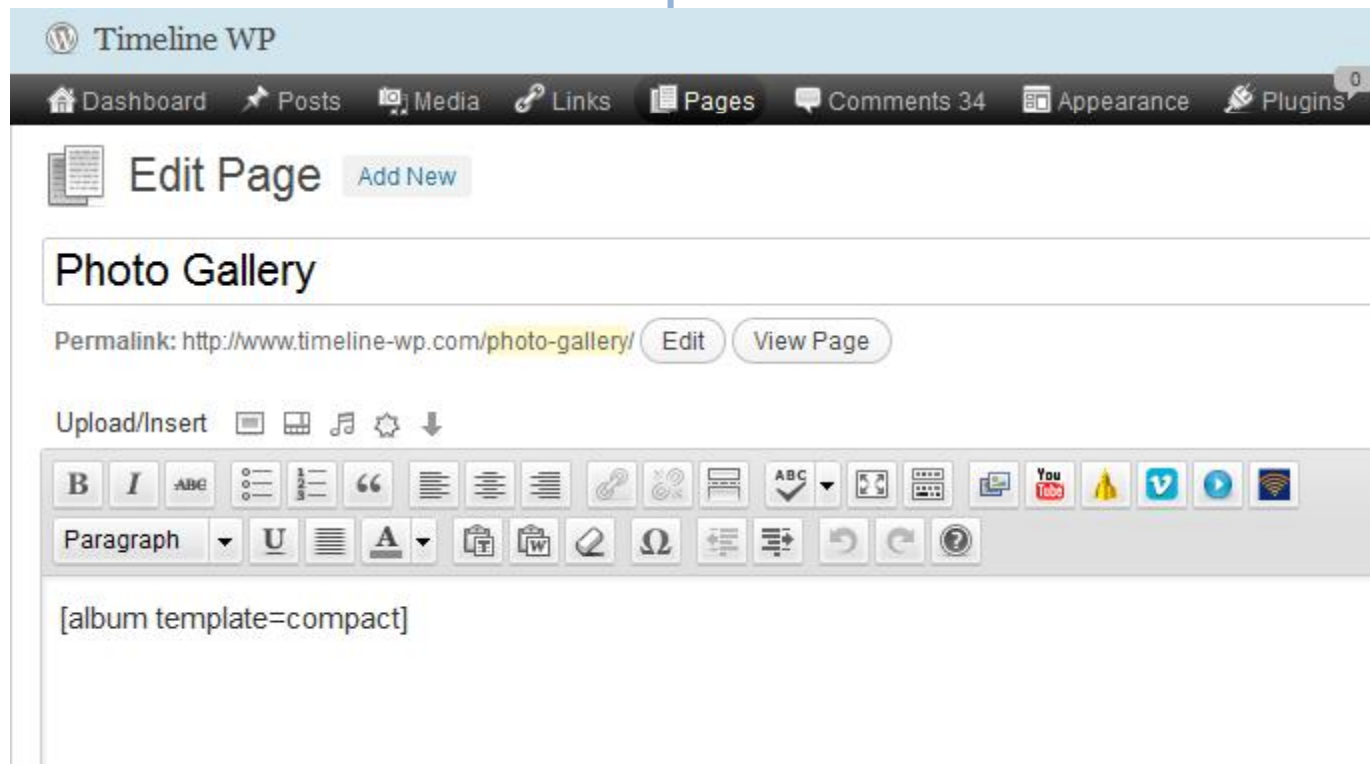 Timeline WP
Dashboard Posts Media Links Pages Comments 34 Appearance Plugins 0
Edit Page Add New
Photo Gallery
Permalink: http://www.timeline-wp.com/photo-gallery/ Edit View Page
Upload/Insert
B I ABC ABC You Tube
Paragraph U A T W Ω
[album template=compact]